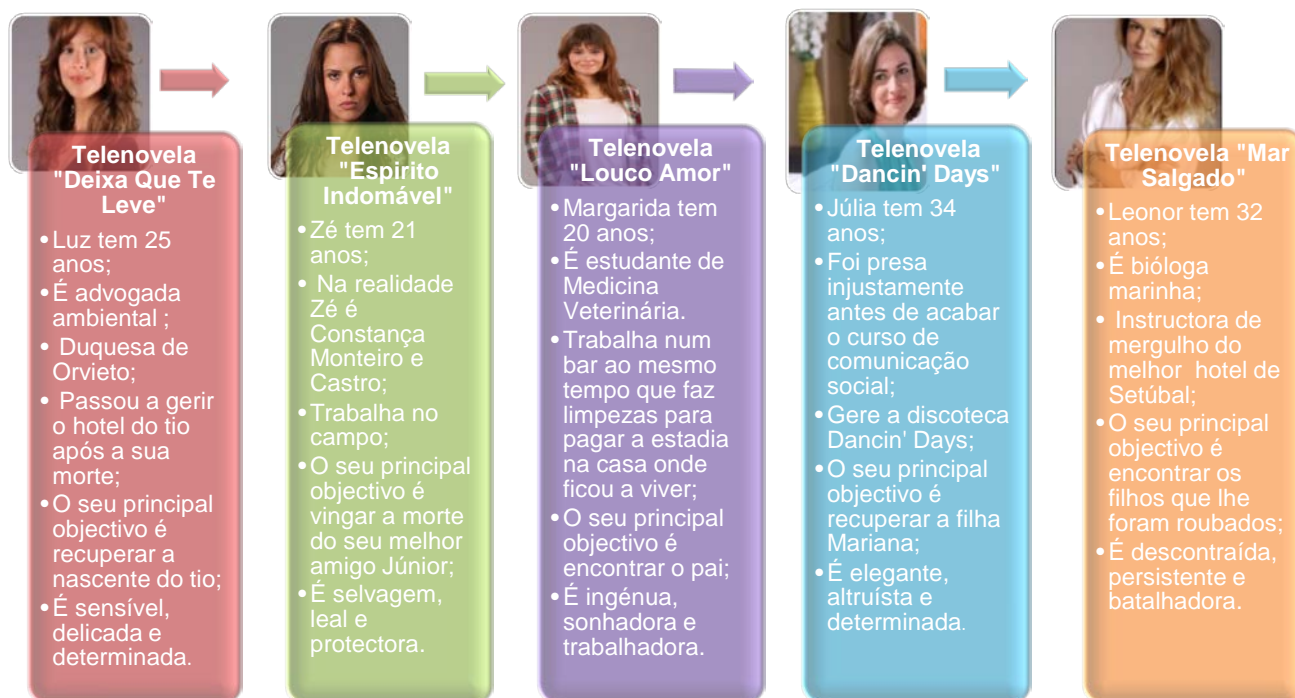 Telenovela
"Deixa Que Te
Leve"
•Luz tem 25
anos;
•É advogada
ambiental ;
• Duquesa de
Orvieto;
• Passou a gerir
o hotel do tio
após a sua
morte;
•O seu principal
objectivo é
recuperar a
nascente do tio;
•É sensível,
delicada e
determinada.
Telenovela
"Espirito
Indomável"
•Zé tem 21
anos;
• Na realidade
Zé é
Constança
Monteiro e
Castro;
•Trabalha no
campo;
•O seu principal
objectivo é
vingar a morte
do seu melhor
amigo Júnior;
•É selvagem,
leal e
protectora.
Telenovela
"Louco Amor"
•Margarida tem
20 anos;
•É estudante de
Medicina
Veterinária.
•Trabalha num
bar ao mesmo
tempo que faz
limpezas para
pagar a estadia
na casa onde
ficou a viver;
•O seu principal
objectivo é
encontrar o pai;
•É ingénua,
sonhadora e
trabalhadora.
Telenovela
"Dancin' Days"
•Júlia tem 34
anos;
•Foi presa
injustamente
antes de acabar
o curso de
comunicação
social;
•Gere a discoteca
Dancin' Days;
•O seu principal
objectivo é
recuperar a filha
Mariana;
•É elegante,
altruísta e
determinada.
Telenovela "Mar
Salgado"
•Leonor tem 32
anos;
•É bióloga
marinha;
• Instructora de
mergulho do
melhor hotel de
Setúbal;
•O seu principal
objectivo é
encontrar os
filhos que lhe
foram roubados;
•É descontraída,
persistente e
batalhadora.